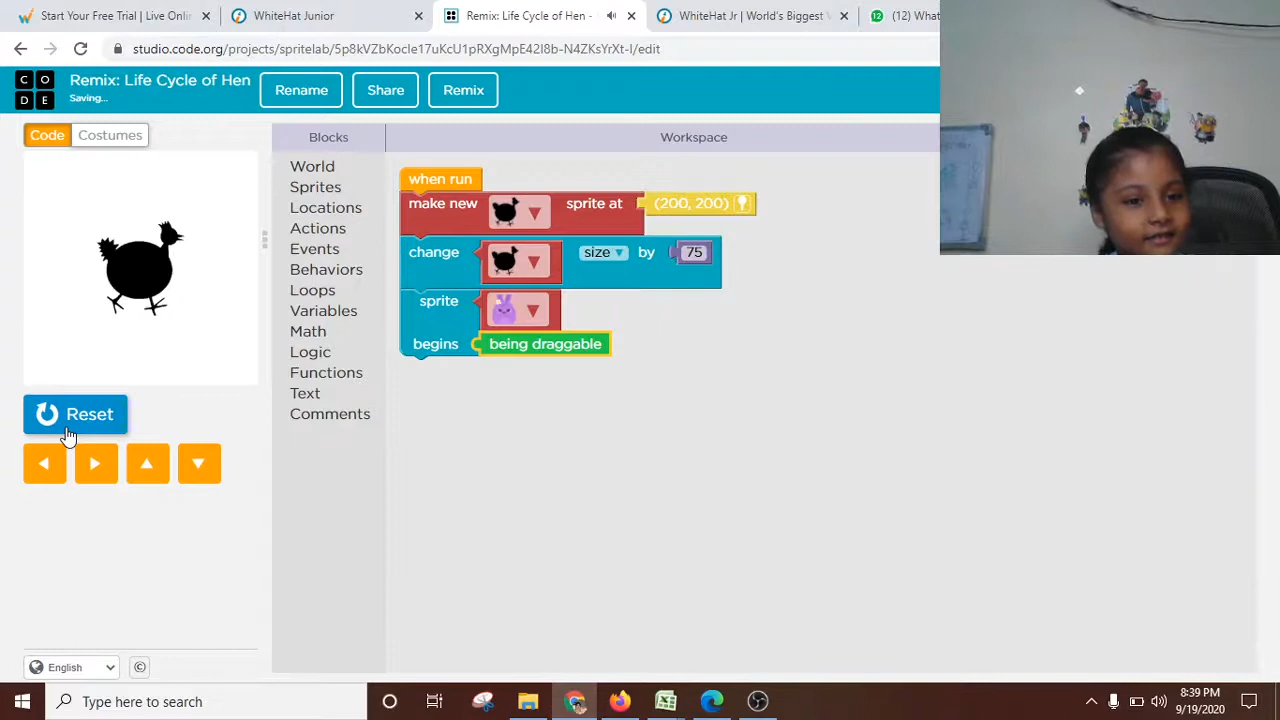 Start Your Free Trial | Live Onli
WhiteHat Junior
Remix: Life Cycle of Hen -
WhiteHat Jr | World's Biggest
(12) What
studio.code.org/projects/spritelab/5p8kVZbKocIe17uKcU1pRXgMpE42I8b-N4ZKsYrXt-I/edit
C O
D E
Remix: Life Cycle of Hen
Saving...
Rename
Share
Remix
Code
Costumes
Blocks
Workspace
World
Sprites
Locations
Actions
Events
Behaviors
Loops
Variables
Math
Logic
Functions
Text
Comments
when run
make new sprite at (200, 200)
change size by 75
sprite
begins being draggable
Reset
English
©
Type here to search
8:39 PM
9/19/2020